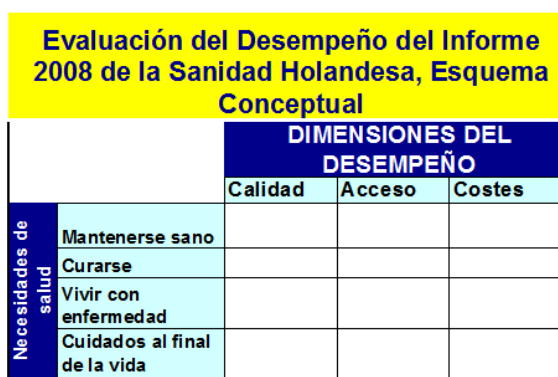 Evaluación del Desempeño del Informe
2008 de la Sanidad Holandesa, Esquema
Conceptual
DIMENSIONES DEL
DESEMPEÑO
Calidad Acceso Costes
Necesidades de
salud
Mantenerse sano
Curarse
Vivir con
enfermedad
Cuidados al final
de la vida